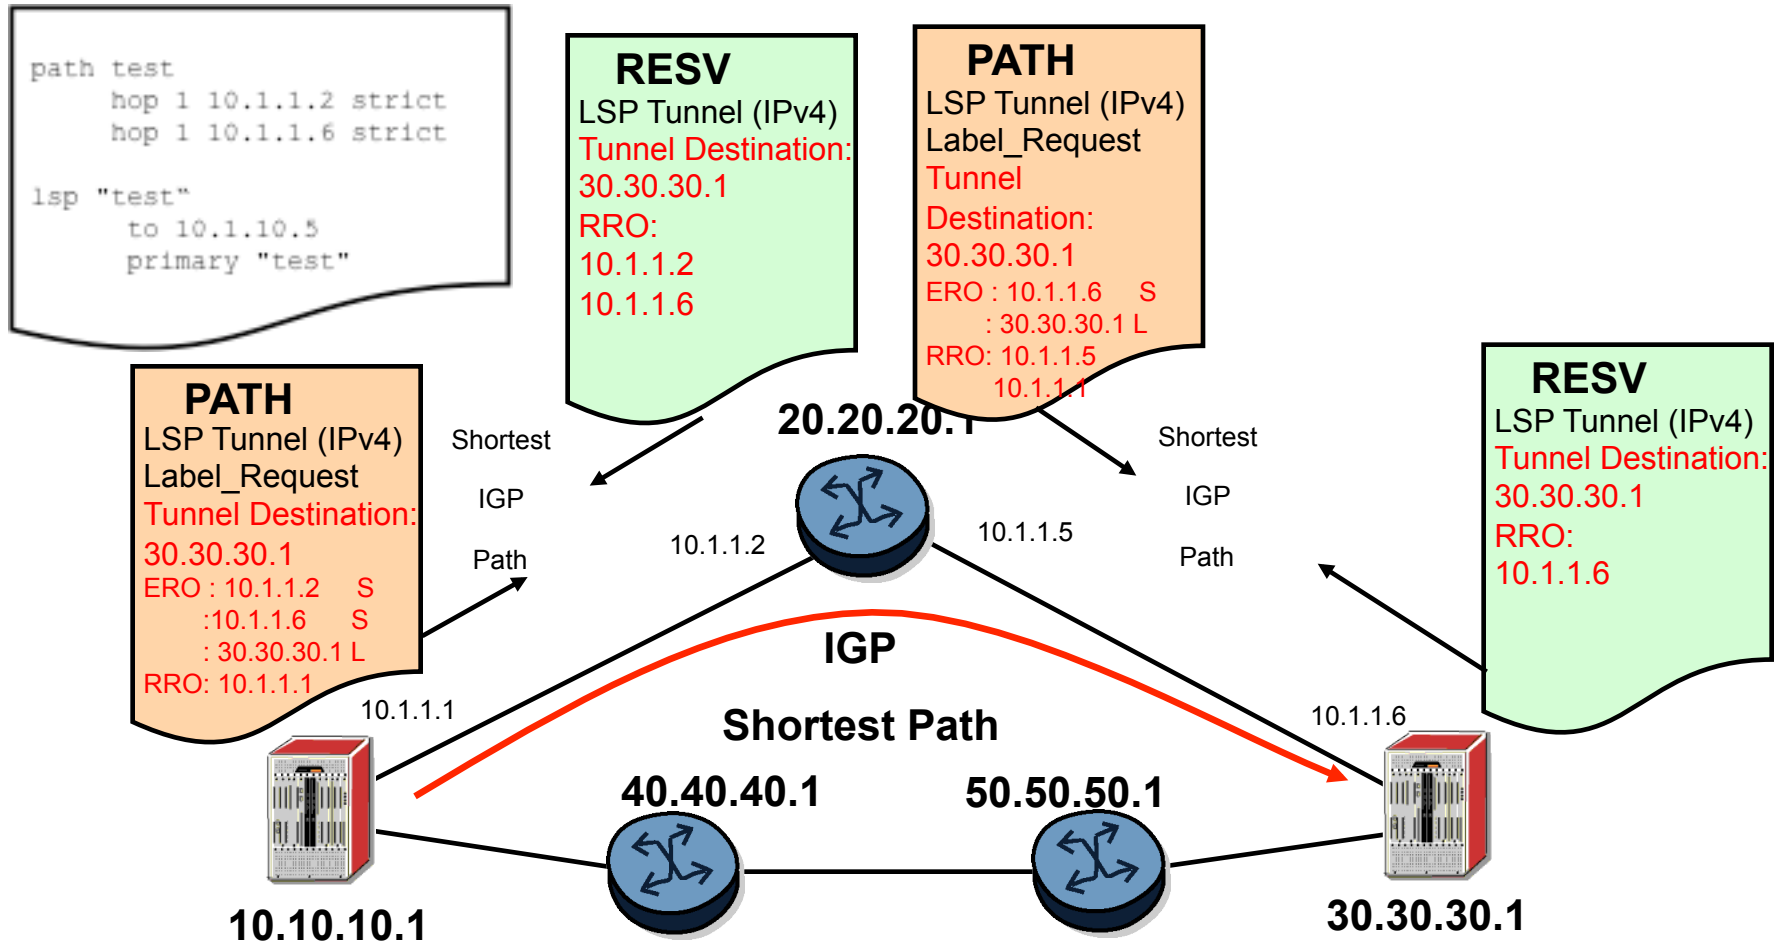 path test
hop 1 10.1.1.2 strict
hop 1 10.1.1.6 strict
lsp "test“
to 10.1.10.5
primary "test"
RESV
LSP Tunnel (IPv4)
Tunnel Destination:
30.30.30.1
RRO:
10.1.1.2
10.1.1.6
PATH
LSP Tunnel (IPv4)
Label_Request
Tunnel
Destination:
30.30.30.1
ERO : 10.1.1.6 S
: 30.30.30.1 L
RRO: 10.1.1.5
10.1.1.1
RESV
LSP Tunnel (IPv4)
Tunnel Destination:
30.30.30.1
RRO:
10.1.1.6
PATH
LSP Tunnel (IPv4)
Label_Request
Tunnel Destination:
30.30.30.1
ERO : 10.1.1.2 S
:10.1.1.6 S
: 30.30.30.1 L
RRO: 10.1.1.1
Shortest
IGP
Path
20.20.20.1
Shortest
IGP
Path
10.1.1.2
10.1.1.5
IGP
Shortest Path
10.1.1.1
10.1.1.6
40.40.40.1
50.50.50.1
10.10.10.1
30.30.30.1